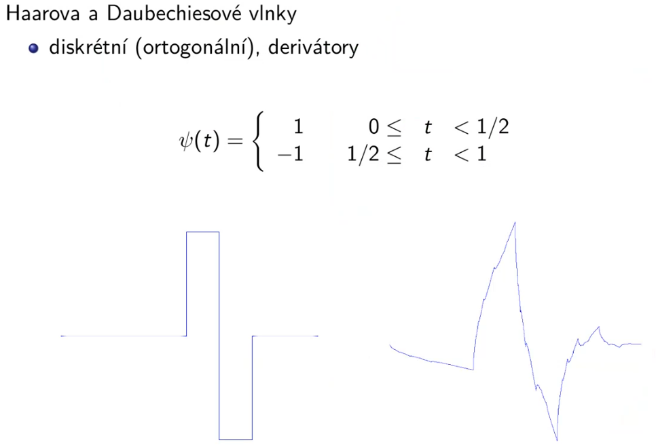 Haarova a Daubechiesové vlnky
• diskrétní (ortogonální), derivátory
ψ(t) = { 1 0 ≤ t < 1/2
−1 1/2 ≤ t < 1